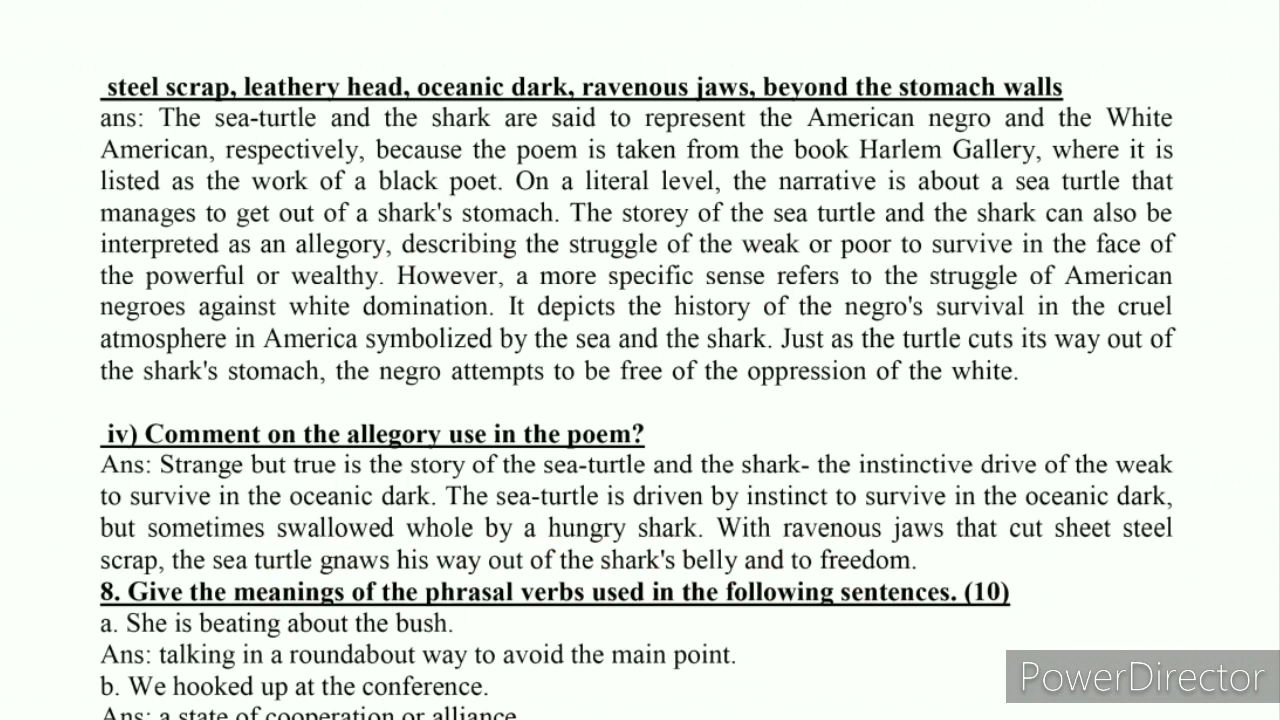 steel scrap, leathery head, oceanic dark, ravenous jaws, beyond the stomach walls
ans: The sea-turtle and the shark are said to represent the American negro and the White
American, respectively, because the poem is taken from the book Harlem Gallery, where it is
listed as the work of a black poet. On a literal level, the narrative is about a sea turtle that
manages to get out of a shark's stomach. The storey of the sea turtle and the shark can also be
interpreted as an allegory, describing the struggle of the weak or poor to survive in the face of
the powerful or wealthy. However, a more specific sense refers to the struggle of American
negroes against white domination. It depicts the history of the negro's survival in the cruel
atmosphere in America symbolized by the sea and the shark. Just as the turtle cuts its way out of
the shark's stomach, the negro attempts to be free of the oppression of the white.
iv) Comment on the allegory use in the poem?
Ans: Strange but true is the story of the sea-turtle and the shark- the instinctive drive of the weak
to survive in the oceanic dark. The sea-turtle is driven by instinct to survive in the oceanic dark,
but sometimes swallowed whole by a hungry shark. With ravenous jaws that cut sheet steel
scrap, the sea turtle gnaws his way out of the shark's belly and to freedom.
8. Give the meanings of the phrasal verbs used in the following sentences. (10)
a. She is beating about the bush.
Ans: talking in a roundabout way to avoid the main point.
b. We hooked up at the conference.
Ans: a state of cooperation or alliance
PowerDirector